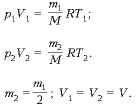 p₁V₁ = m₁/M RT₁;
p₂V₂ = m₂/M RT₂.
m₂ = m₁/2 ; V₁ = V₂ = V.